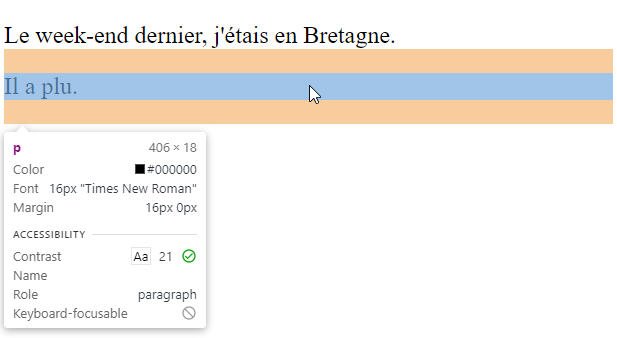 Le week-end dernier, j'étais en Bretagne.
Il a plu.
p 406 × 18
Color #000000
Font 16px "Times New Roman"
Margin 16px 0px
ACCESSIBILITY
Contrast Aa 21
Name
Role paragraph
Keyboard-focusable